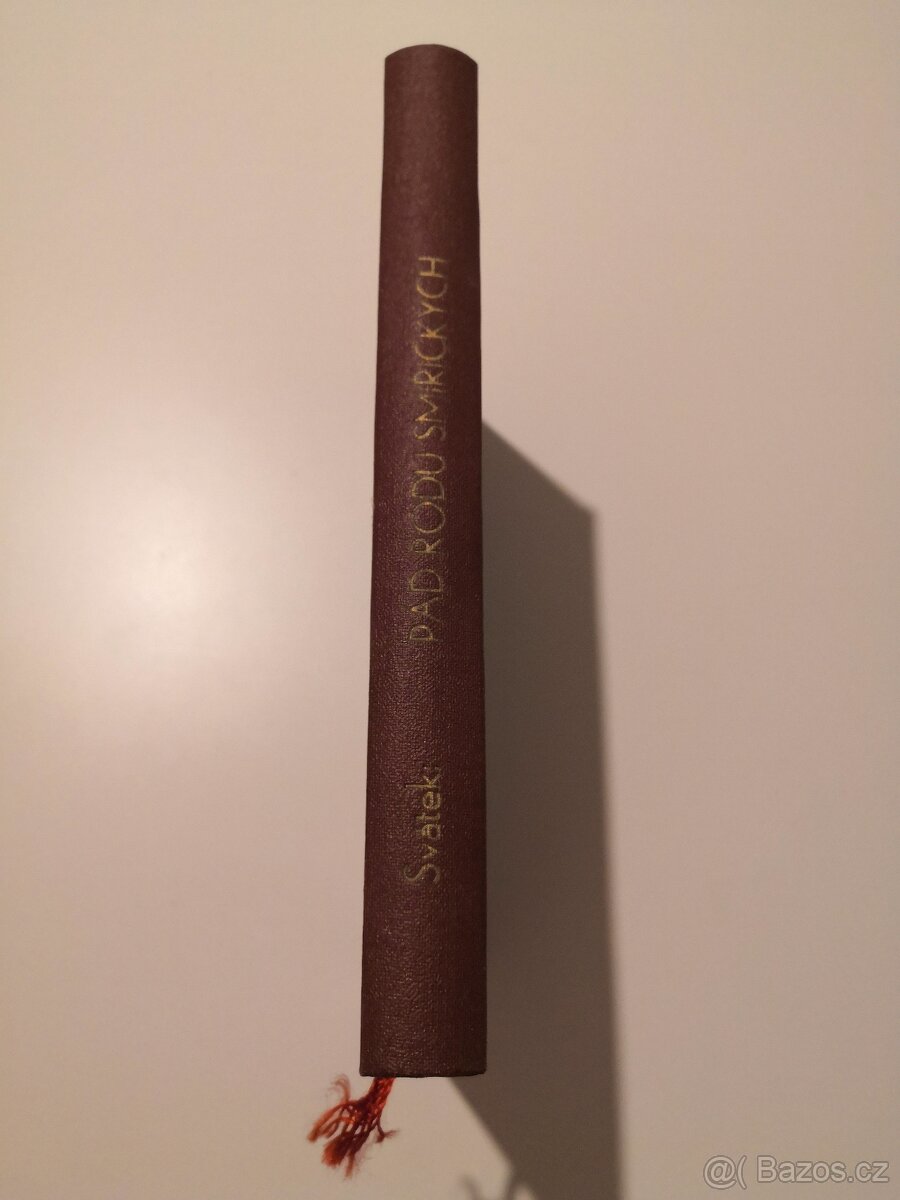 Svátek:
PÁD RODU SMIŘICKÝCH
@( Bazos.cz